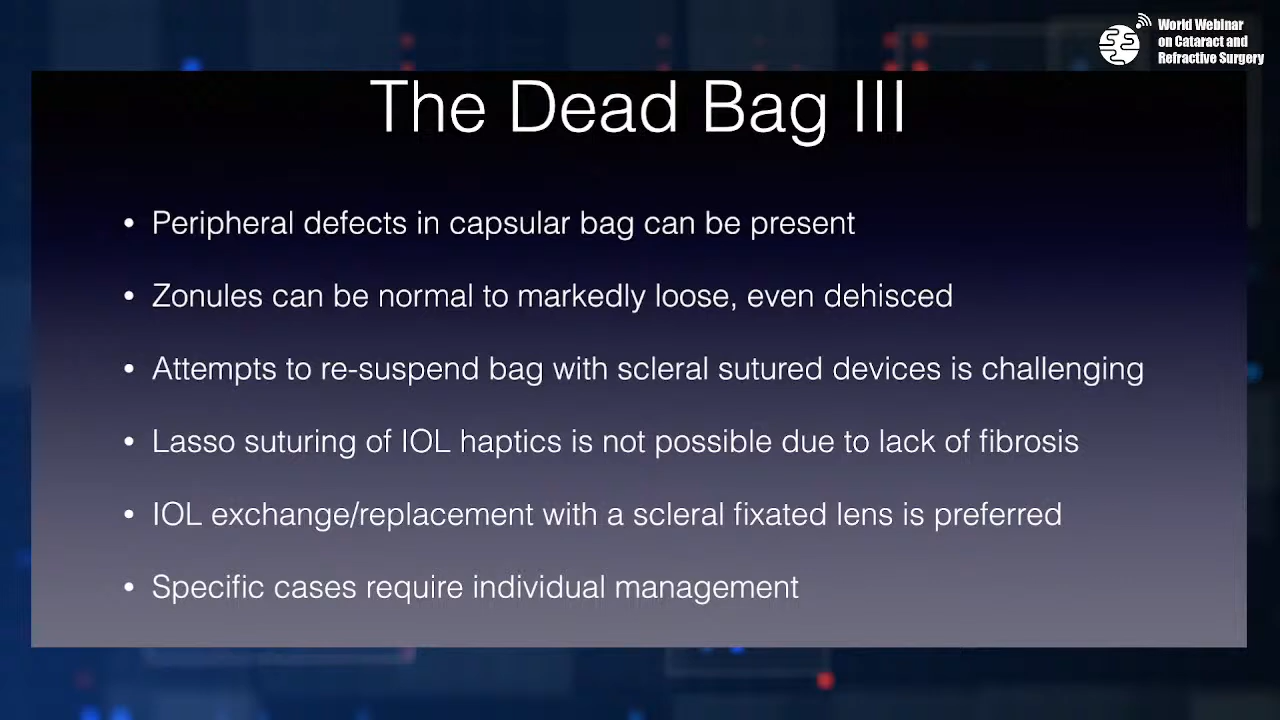 World Webinar
on Cataract and
Refractive Surgery
The Dead Bag III
• Peripheral defects in capsular bag can be present
• Zonules can be normal to markedly loose, even dehisced
• Attempts to re-suspend bag with scleral sutured devices is challenging
• Lasso suturing of IOL haptics is not possible due to lack of fibrosis
• IOL exchange/replacement with a scleral fixated lens is preferred
• Specific cases require individual management